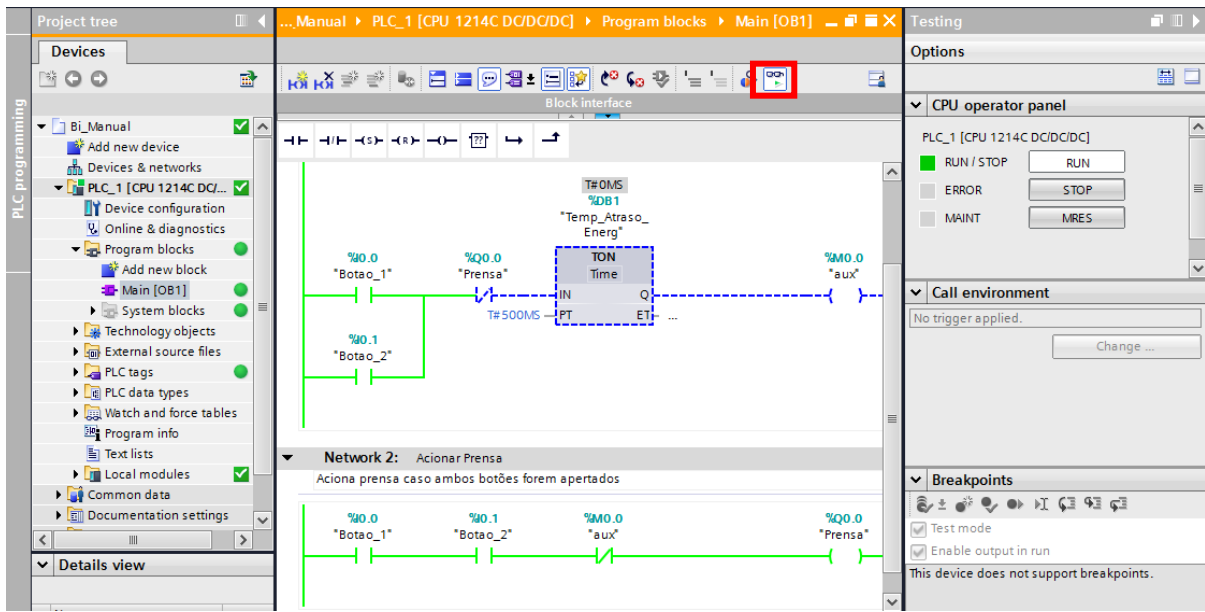 Project tree
Devices
PLC programming
Bi_Manual
Add new device
Devices & networks
PLC_1 [CPU 1214C DC/...
Device configuration
Online & diagnostics
Program blocks
Add new block
Main [OB1]
System blocks
Technology objects
External source files
PLC tags
PLC data types
Watch and force tables
Program info
Text lists
Local modules
Common data
Documentation settings
Details view
..._Manual PLC_1 [CPU 1214C DC/DC/DC] Program blocks Main [OB1]
Block interface
T#0MS
%DB1
"Temp_Atraso_
Energ"
%I0.0 %Q0.0 TON %M0.0
"Botao_1" "Prensa" Time "aux"
IN Q
T#500MS PT ET ...
%I0.1
"Botao_2"
Network 2: Acionar Prensa
Aciona prensa caso ambos botões forem apertados
%I0.0 %I0.1 %M0.0 %Q0.0
"Botao_1" "Botao_2" "aux" "Prensa"
Testing
Options
CPU operator panel
PLC_1 [CPU 1214C DC/DC/DC]
RUN / STOP RUN
ERROR STOP
MAINT MRES
Call environment
No trigger applied.
Change ...
Breakpoints
Test mode
Enable output in run
This device does not support breakpoints.